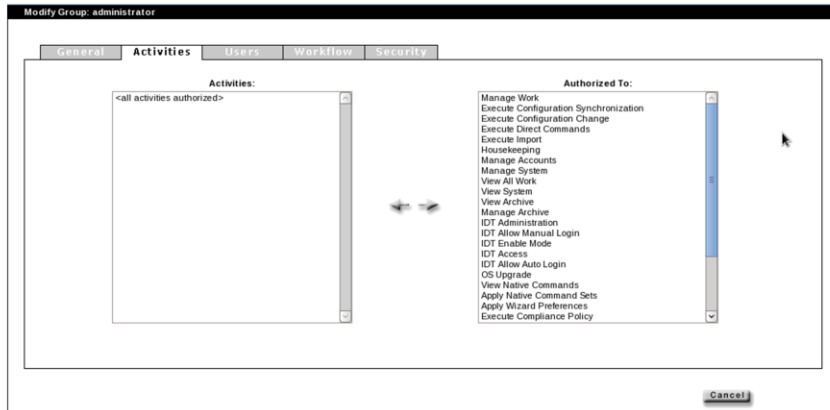 Modify Group: administrator
General Activities Users Workflow Security
Activities:
<all activities authorized>
Authorized To:
Manage Work
Execute Configuration Synchronization
Execute Configuration Change
Execute Direct Commands
Execute Import
Housekeeping
Manage Accounts
Manage System
View All Work
View System
View Archive
Manage Archive
IDT Administration
IDT Allow Manual Login
IDT Enable Mode
IDT Access
IDT Allow Auto Login
OS Upgrade
View Native Commands
Apply Native Command Sets
Apply Wizard Preferences
Execute Compliance Policy
Cancel